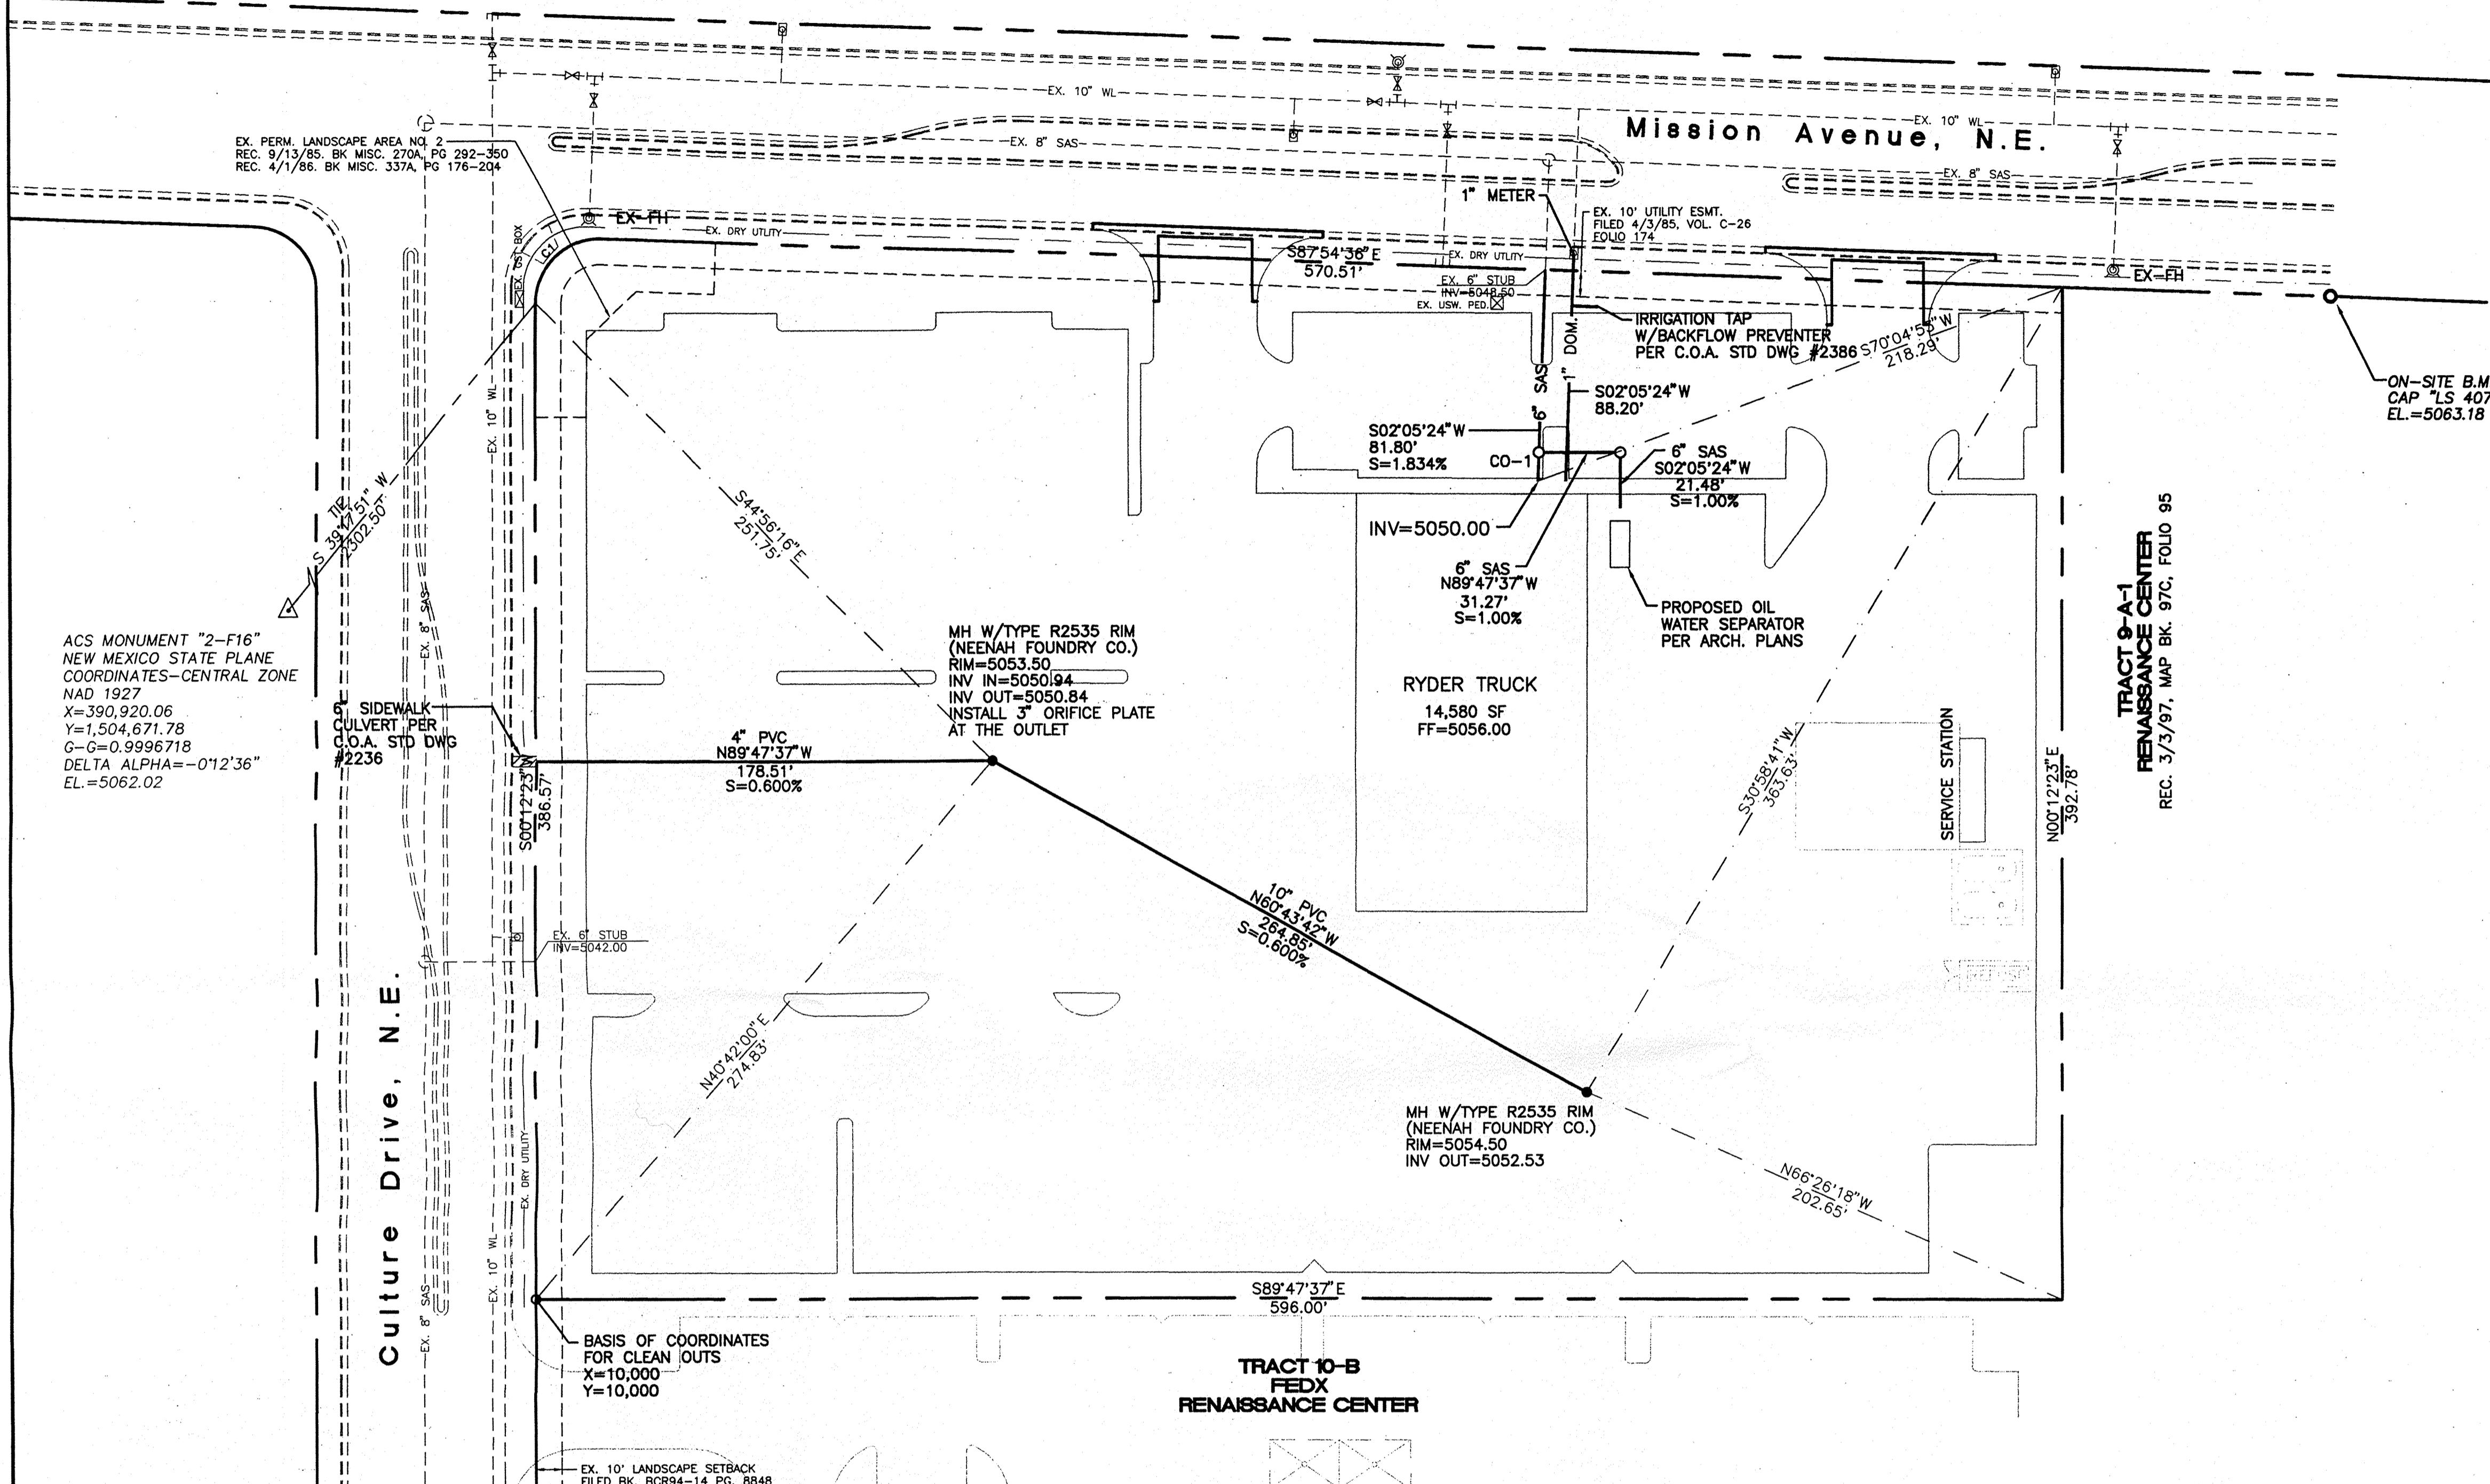 EX. 10" WL
EX. 10" WL
Mission Avenue, N.E.
EX. PERM. LANDSCAPE AREA NO. 2
REC. 9/13/85. BK MISC. 270A, PG 292-350
REC. 4/1/86. BK MISC. 337A, PG 176-204
EX. 8" SAS
EX. 8" SAS
1" METER
EX. 10' UTILITY ESMT.
FILED 4/3/85, VOL. C-26
FOLIO 174
EX-FH
C1
EX. DRY UTLITY
S87°54'36"E
570.51'
EX. DRY UTLITY
EX-FH
EX. 6" STUB
INV=5048.50
EX. USW. PED.
IRRIGATION TAP
W/BACKFLOW PREVENTER
PER C.O.A. STD DWG #2386
S70°04'55"W
218.29'
ON-SITE B.M
CAP "LS 407
EL.=5063.18
6" SAS
1" DOM.
S02°05'24"W
88.20'
S02°05'24"W
81.80'
S=1.834%
CO-1
6" SAS
S02°05'24"W
21.48'
S=1.00%
INV=5050.00
6" SAS
N89°47'37"W
31.27'
S=1.00%
PROPOSED OIL
WATER SEPARATOR
PER ARCH. PLANS
EX. 10" WL
TIE
2302.50'
S44°56'16"E
251.75'
ACS MONUMENT "2-F16"
NEW MEXICO STATE PLANE
COORDINATES-CENTRAL ZONE
NAD 1927
X=390,920.06
Y=1,504,671.78
G-G=0.9996718
DELTA ALPHA=-0°12'36"
EL.=5062.02
EX. 8" SAS
6" SIDEWALK
CULVERT PER
C.O.A. STD DWG
#2236
MH W/TYPE R2535 RIM
(NEENAH FOUNDRY CO.)
RIM=5053.50
INV IN=5050.94
INV OUT=5050.84
INSTALL 3" ORIFICE PLATE
AT THE OUTLET
4" PVC
N89°47'37"W
178.51'
S=0.600%
S00°12'23"W
386.57'
RYDER TRUCK
14,580 SF
FF=5056.00
S30°58'41"W
363.63'
SERVICE STATION
N00°12'23"E
392.78'
TRACT 9-A-1
RENAISSANCE CENTER
REC. 3/3/97, MAP BK. 97C, FOLIO 95
10" PVC
N60°43'42"W
264.85'
S=0.600%
EX. 6" STUB
INV=5042.00
REFUSE
N40°42'00"E
274.83'
Culture Drive, N.E.
MH W/TYPE R2535 RIM
(NEENAH FOUNDRY CO.)
RIM=5054.50
INV OUT=5052.53
N66°26'18"W
202.65'
EX. DRY UTILITY
EX. 10" WL
EX. 8" SAS
S89°47'37"E
596.00'
BASIS OF COORDINATES
FOR CLEAN OUTS
X=10,000
Y=10,000
TRACT 10-B
FEDX
RENAISSANCE CENTER
EX. 10' LANDSCAPE SETBACK
FILED BK. BCR94-14 PG. 8848